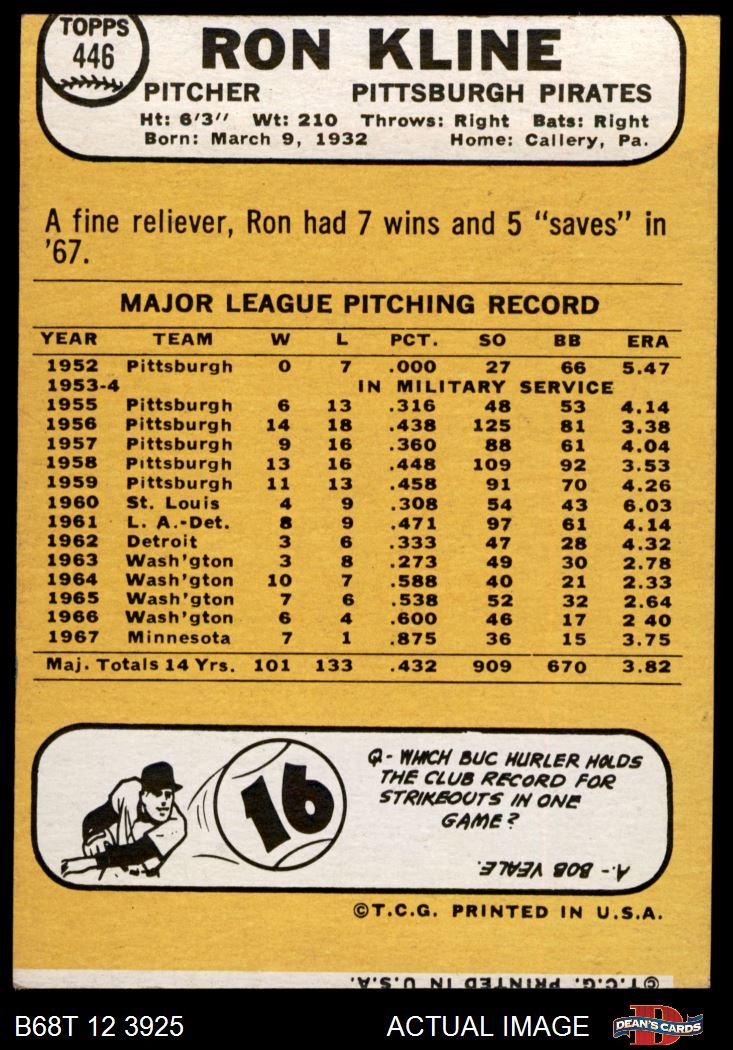 TOPPS
446
RON KLINE
PITCHER PITTSBURGH PIRATES
Ht: 6'3" Wt: 210 Throws: Right Bats: Right
Born: March 9, 1932 Home: Callery, Pa.
A fine reliever, Ron had 7 wins and 5 "saves" in
'67.
MAJOR LEAGUE PITCHING RECORD
YEAR TEAM W L PCT. SO BB ERA
1952 Pittsburgh 0 7 .000 27 66 5.47
1953-4 IN MILITARY SERVICE
1955 Pittsburgh 6 13 .316 48 53 4.14
1956 Pittsburgh 14 18 .438 125 81 3.38
1957 Pittsburgh 9 16 .360 88 61 4.04
1958 Pittsburgh 13 16 .448 109 92 3.53
1959 Pittsburgh 11 13 .458 91 70 4.26
1960 St. Louis 4 9 .308 54 43 6.03
1961 L. A.-Det. 8 9 .471 97 61 4.14
1962 Detroit 3 6 .333 47 28 4.32
1963 Wash'gton 3 8 .273 49 30 2.78
1964 Wash'gton 10 7 .588 40 21 2.33
1965 Wash'gton 7 6 .538 52 32 2.64
1966 Wash'gton 6 4 .600 46 17 2 40
1967 Minnesota 7 1 .875 36 15 3.75
Maj. Totals 14 Yrs. 101 133 .432 909 670 3.82
16
Q- WHICH BUC HURLER HOLDS
THE CLUB RECORD FOR
STRIKEOUTS IN ONE
GAME?
A.- BOB VEALE.
©T.C.G. PRINTED IN U.S.A.
©T.C.G. PRINTED IN U.S.A.
B68T 12 3925 ACTUAL IMAGE
D
DEAN'S CARDS